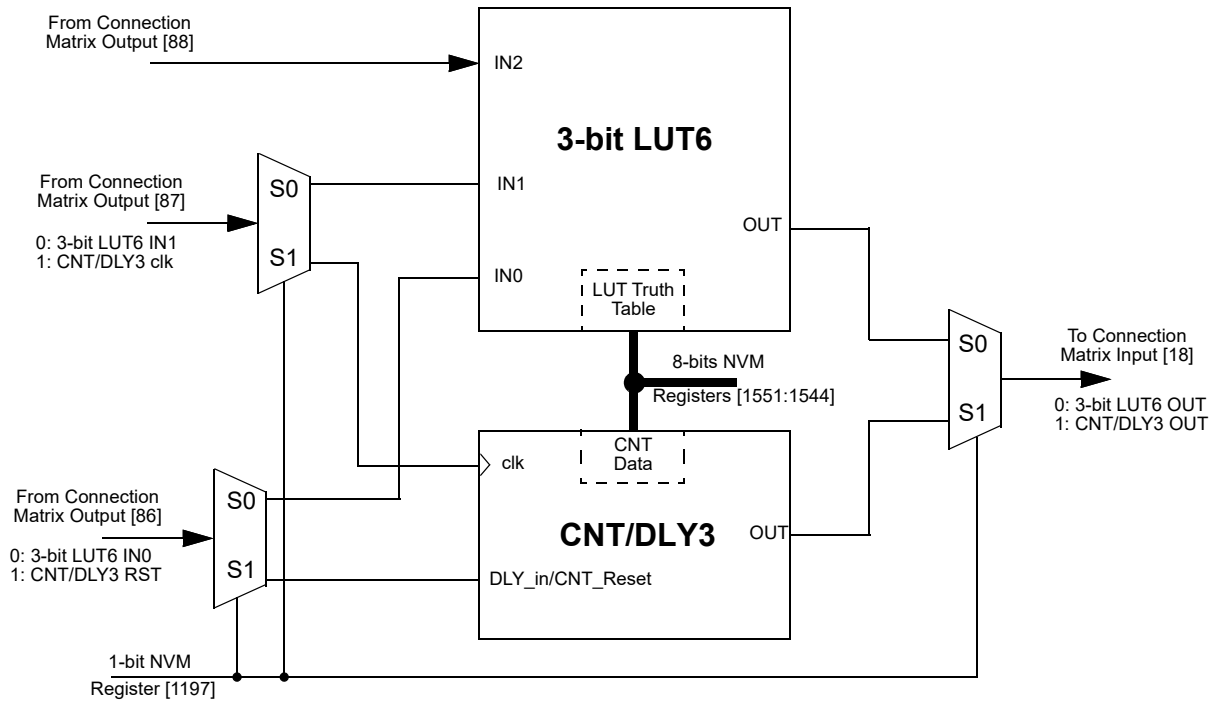 From Connection
Matrix Output [88]
IN2
3-bit LUT6
From Connection
Matrix Output [87]
0: 3-bit LUT6 IN1
1: CNT/DLY3 clk
S0
S1
IN1
IN0
OUT
LUT Truth
Table
8-bits NVM
Registers [1551:1544]
S0
S1
To Connection
Matrix Input [18]
0: 3-bit LUT6 OUT
1: CNT/DLY3 OUT
CNT
Data
clk
CNT/DLY3
OUT
DLY_in/CNT_Reset
From Connection
Matrix Output [86]
0: 3-bit LUT6 IN0
1: CNT/DLY3 RST
S0
S1
1-bit NVM
Register [1197]